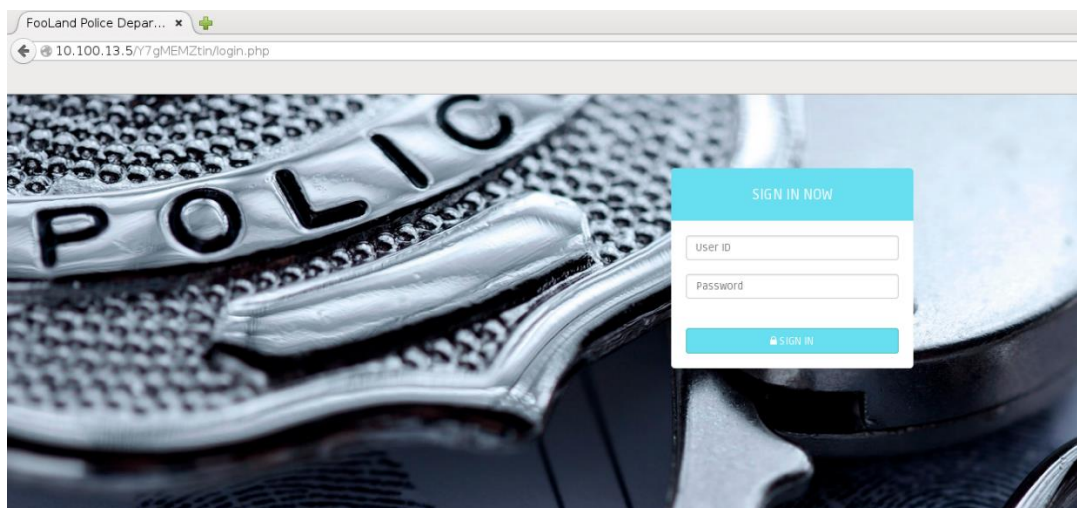 FooLand Police Depar...
10.100.13.5/Y7gMEMZtin/login.php
POLIC
SIGN IN NOW
User ID
Password
SIGN IN